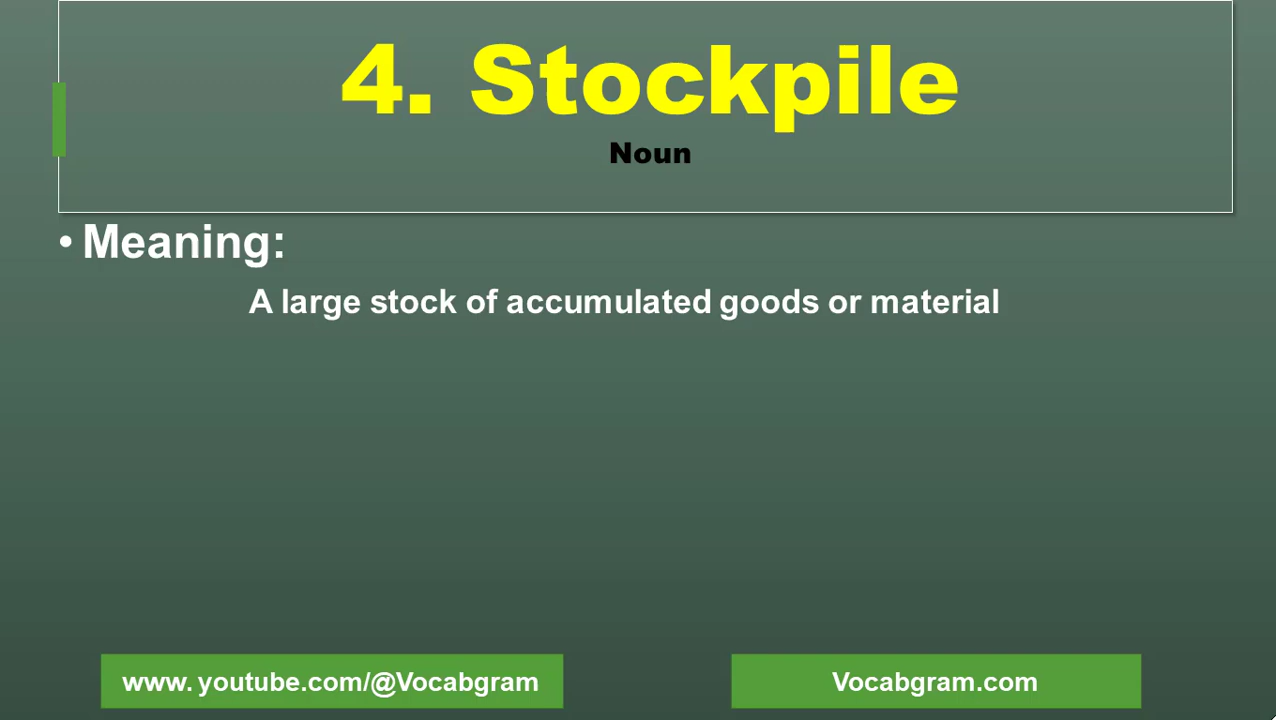 4. Stockpile
Noun
• Meaning:
A large stock of accumulated goods or material
www. youtube.com/@Vocabgram
Vocabgram.com